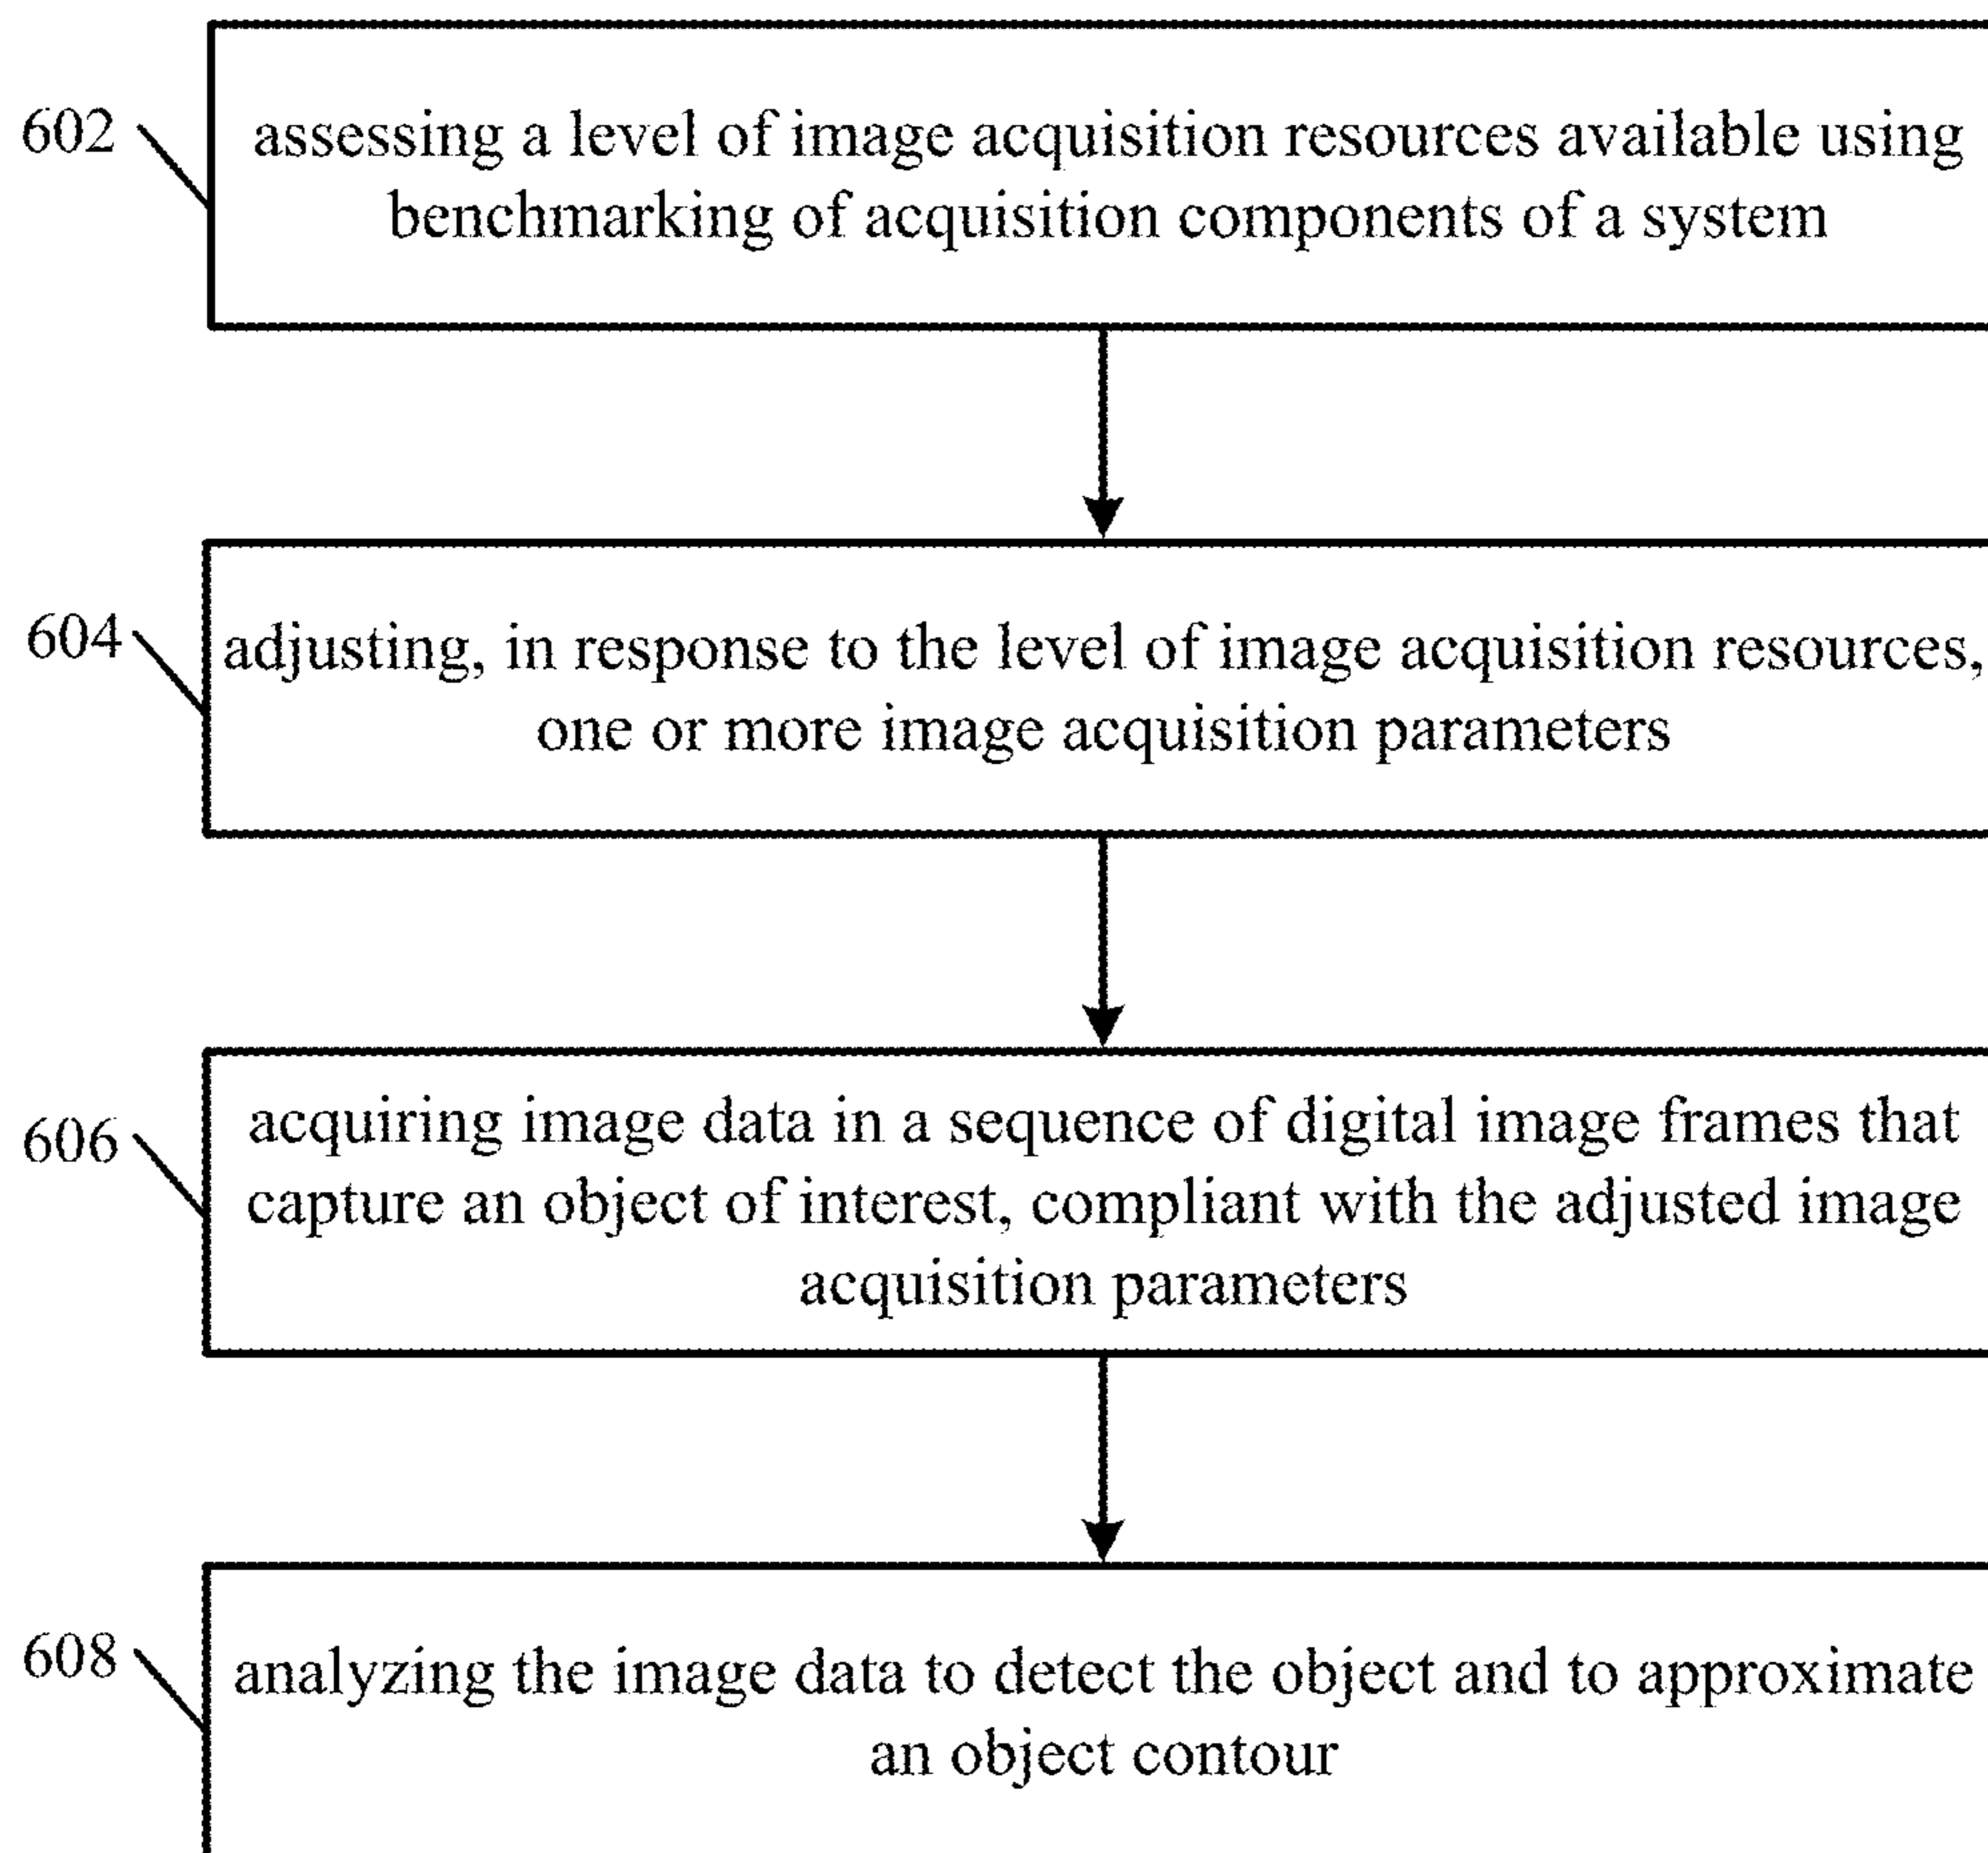 602
assessing a level of image acquisition resources available using
benchmarking of acquisition components of a system
604
adjusting, in response to the level of image acquisition resources,
one or more image acquisition parameters
606
acquiring image data in a sequence of digital image frames that
capture an object of interest, compliant with the adjusted image
acquisition parameters
608
analyzing the image data to detect the object and to approximate
an object contour